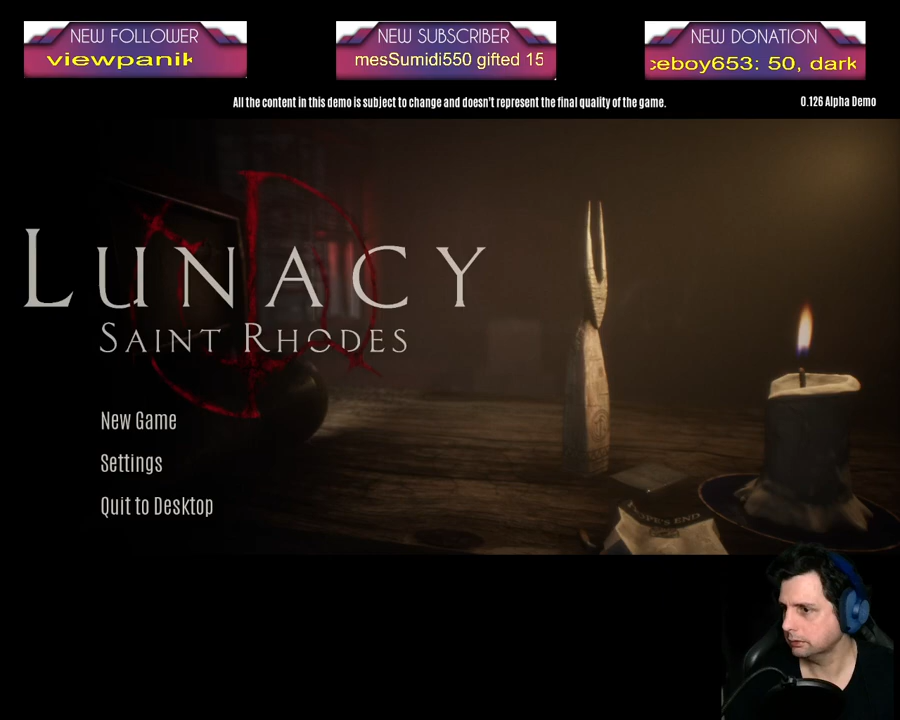 NEW FOLLOWER
viewpanik
NEW SUBSCRIBER
mesSumidi550 gifted 15
NEW DONATION
ceboy653: 50, dark
All the content in this demo is subject to change and doesn't represent the final quality of the game.
0.126 Alpha Demo
LUNACY
SAINT RHODES
New Game
Settings
Quit to Desktop
END